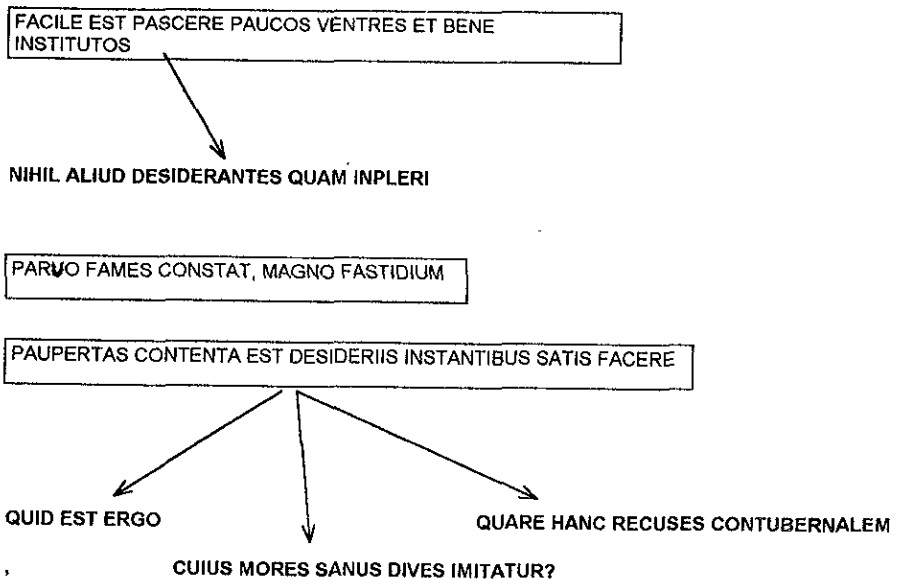 FACILE EST PASCERE PAUCOS VENTRES ET BENE
INSTITUTOS
NIHIL ALIUD DESIDERANTES QUAM INPLERI
PARVO FAMES CONSTAT, MAGNO FASTIDIUM
PAUPERTAS CONTENTA EST DESIDERIIS INSTANTIBUS SATIS FACERE
QUID EST ERGO
QUARE HANC RECUSES CONTUBERNALEM
, CUIUS MORES SANUS DIVES IMITATUR?